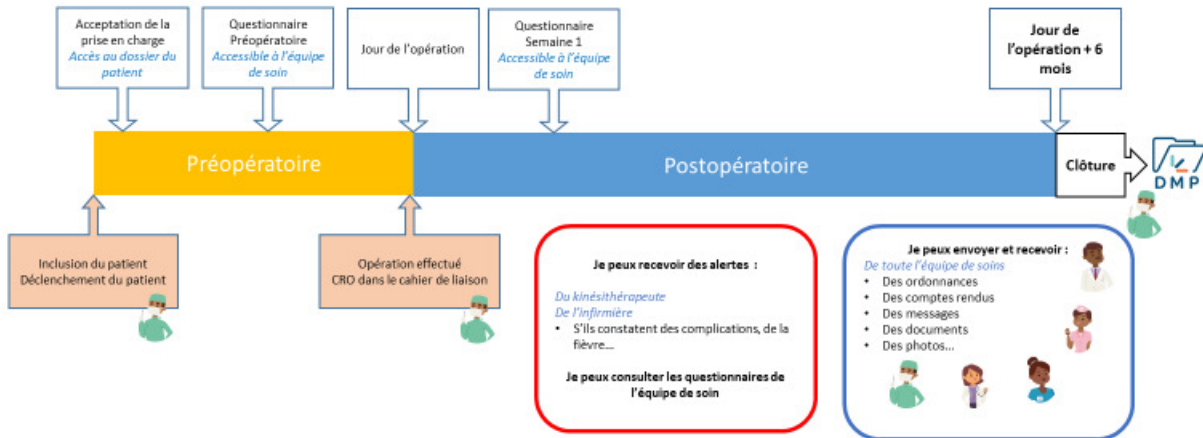 Acceptation de la
prise en charge
Accès au dossier du
patient
Questionnaire
Préopératoire
Accessible à l'équipe
de soin
Jour de l'opération
Questionnaire
Semaine 1
Accessible à l'équipe
de soin
Jour de
l'opération + 6
mois
Préopératoire
Postopératoire
Clôture
DMP
Inclusion du patient
Déclenchement du patient
Opération effectué
CRO dans le cahier de liaison
Je peux recevoir des alertes :
Du kinésithérapeute
De l'infirmière
• S'ils constatent des complications, de la
fièvre...
Je peux consulter les questionnaires de
l'équipe de soin
Je peux envoyer et recevoir :
De toute l'équipe de soins
• Des ordonnances
• Des comptes rendus
• Des messages
• Des documents
• Des photos...